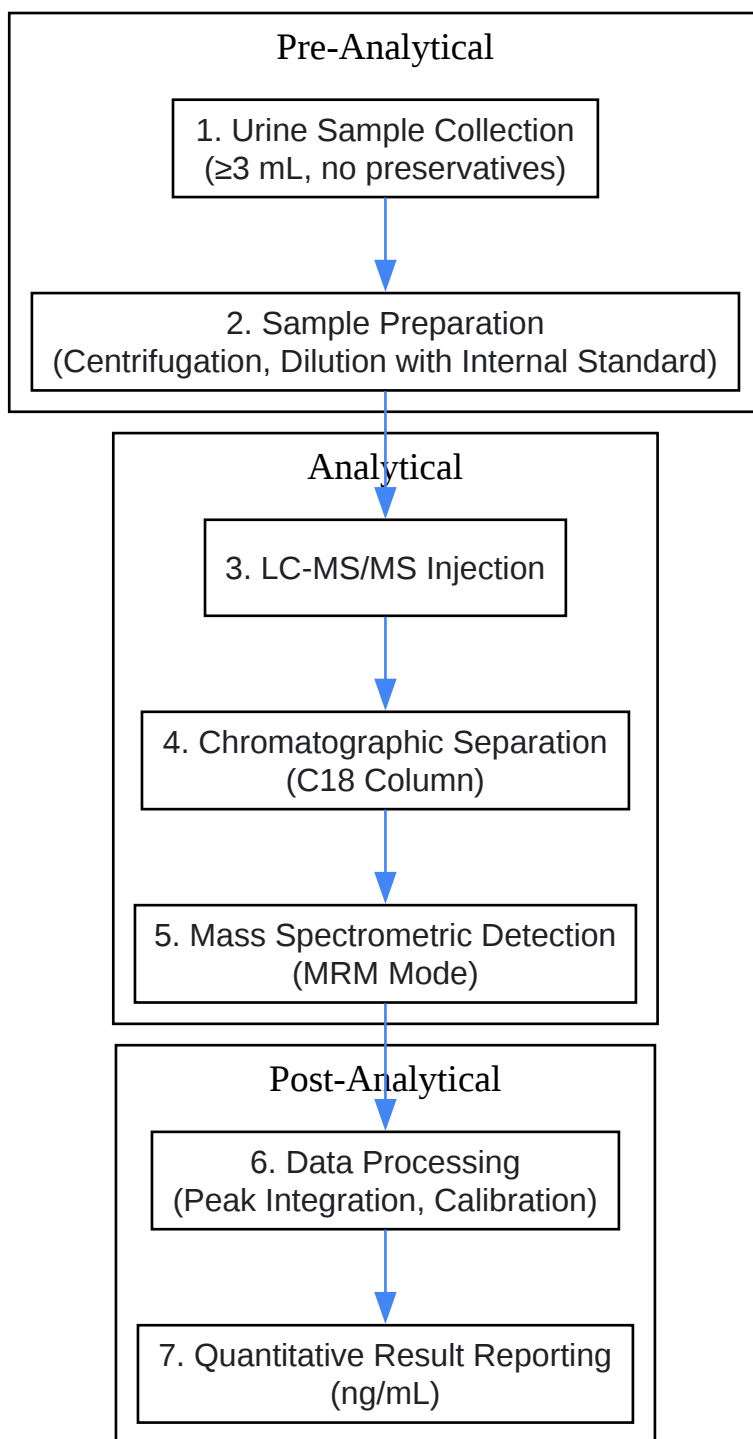 Pre-Analytical
1. Urine Sample Collection
(≥3 mL, no preservatives)
2. Sample Preparation
(Centrifugation, Dilution with Internal Standard)
Analytical
3. LC-MS/MS Injection
4. Chromatographic Separation
(C18 Column)
5. Mass Spectrometric Detection
(MRM Mode)
Post-Analytical
6. Data Processing
(Peak Integration, Calibration)
7. Quantitative Result Reporting
(ng/mL)